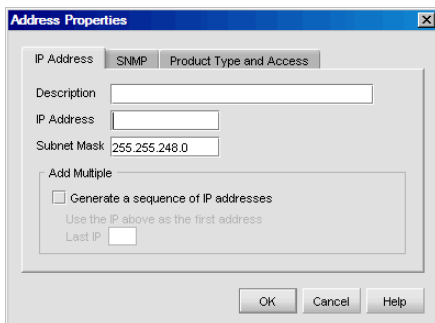 Address Properties
IP Address SNMP Product Type and Access
Description
IP Address
Subnet Mask 255.255.248.0
Add Multiple
Generate a sequence of IP addresses
Use the IP above as the first address
Last IP
OK Cancel Help